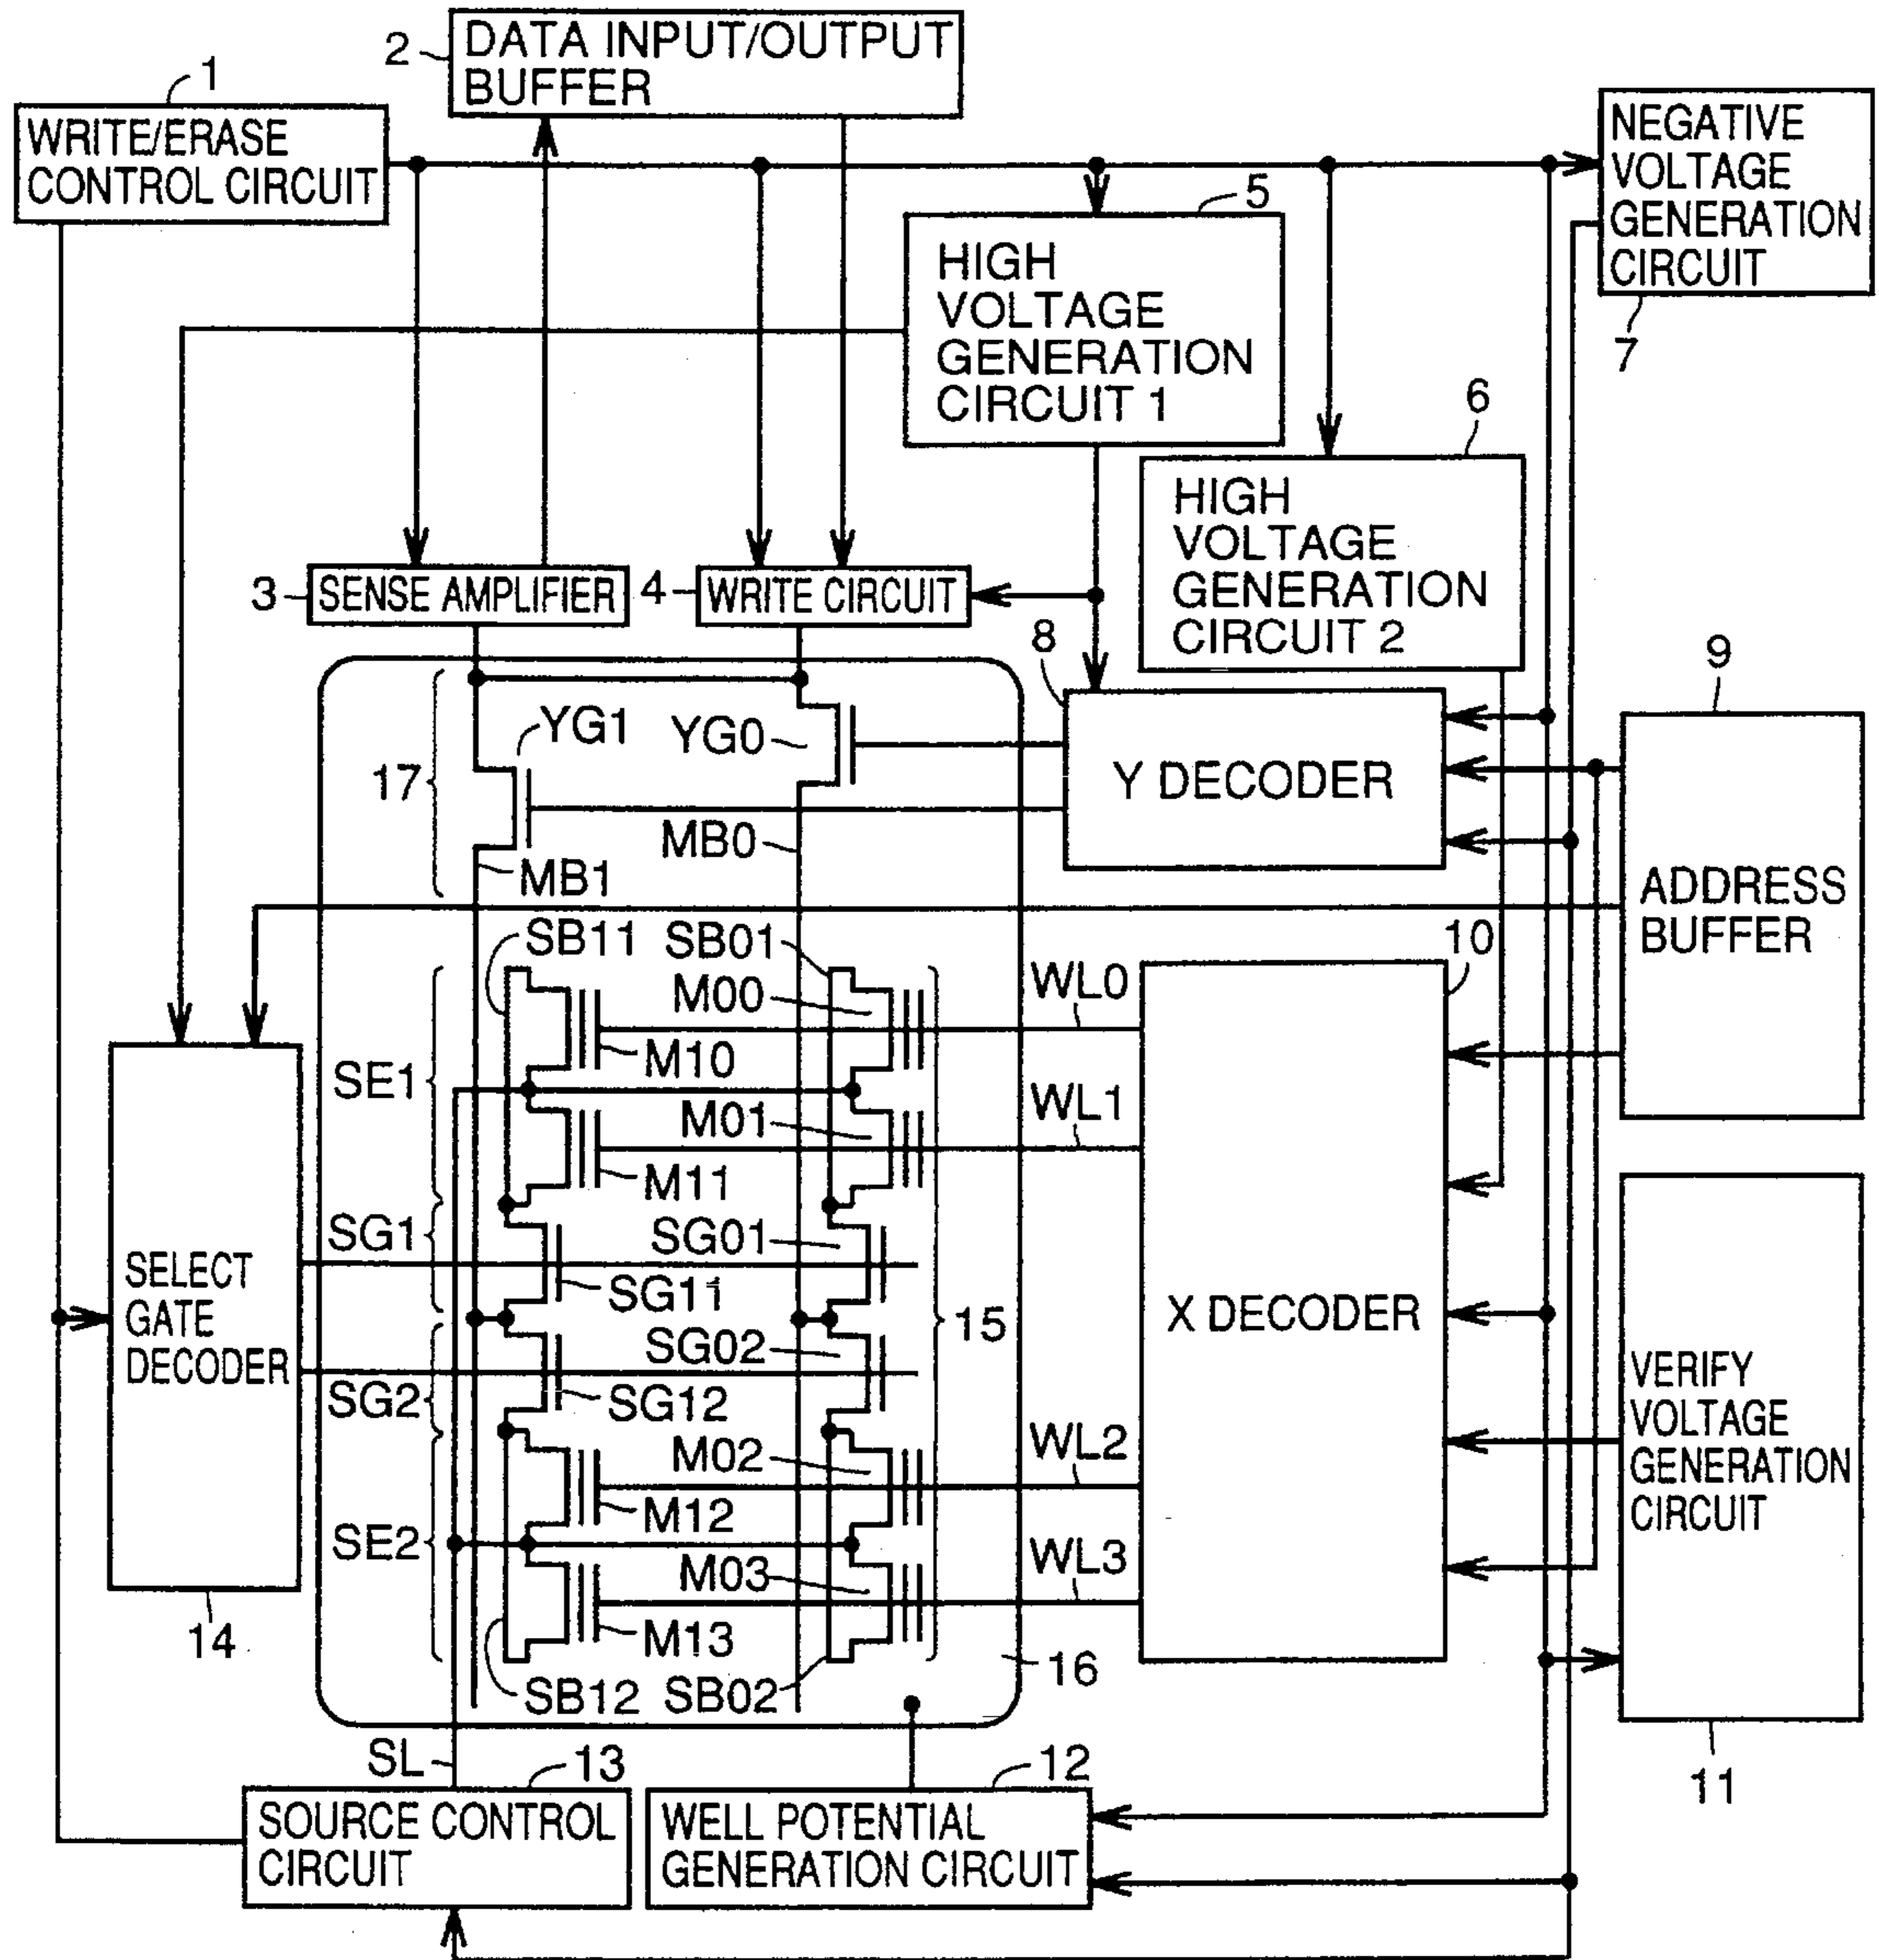 1
WRITE/ERASE
CONTROL CIRCUIT
2
DATA INPUT/OUTPUT
BUFFER
NEGATIVE
VOLTAGE
GENERATION
CIRCUIT
7
5
HIGH
VOLTAGE
GENERATION
CIRCUIT 1
6
HIGH
VOLTAGE
GENERATION
CIRCUIT 2
3
SENSE AMPLIFIER
4
WRITE CIRCUIT
8
Y DECODER
9
ADDRESS
BUFFER
17
YG1
YG0
MB1
MB0
SB11
SB01
10
X DECODER
SE1
M00
WL0
M10
M01
WL1
M11
SG1
SG01
SG11
15
SG2
SG02
SG12
SELECT
GATE
DECODER
14
SE2
M02
WL2
M12
M03
WL3
M13
16
SB12
SB02
VERIFY
VOLTAGE
GENERATION
CIRCUIT
11
SL
13
SOURCE CONTROL
CIRCUIT
12
WELL POTENTIAL
GENERATION CIRCUIT